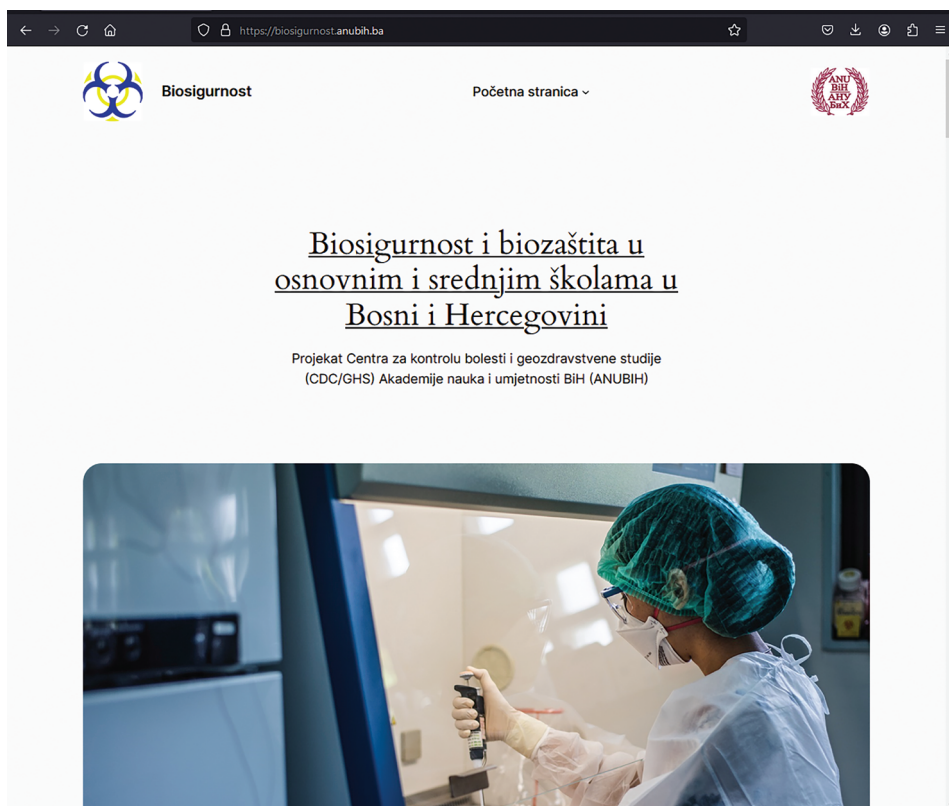 https://biosigurnost.anubih.ba
Biosigurnost
Početna stranica
ANU
BiH
АНУ
БиХ
Biosigurnost i biozaštita u
osnovnim i srednjim školama u
Bosni i Hercegovini
Projekat Centra za kontrolu bolesti i geozdravstvene studije
(CDC/GHS) Akademije nauka i umjetnosti BiH (ANUBIH)